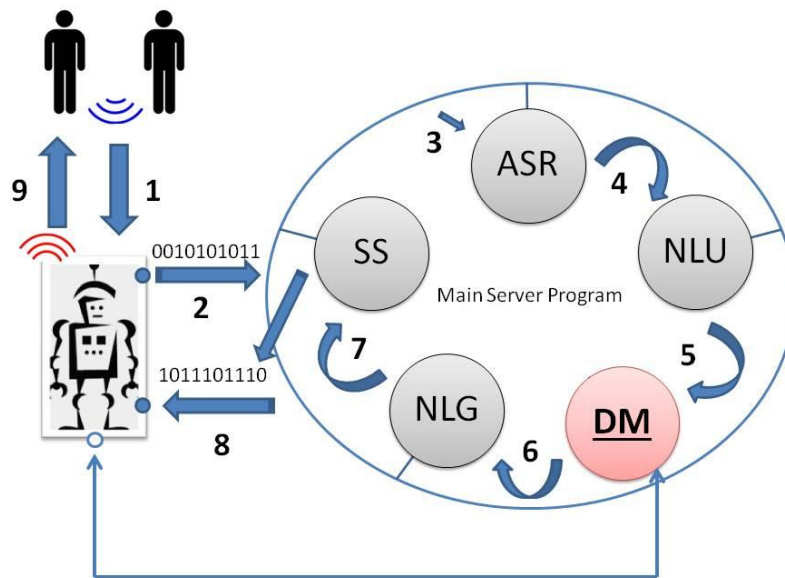 9
1
3
ASR
4
0010101011
SS
NLU
2
Main Server Program
7
5
1011101110
NLG
DM
8
6